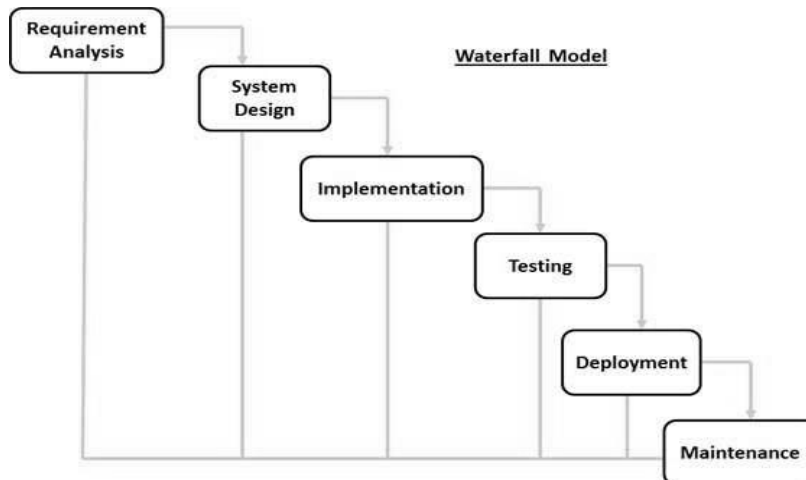 Requirement
Analysis
Waterfall Model
System
Design
Implementation
Testing
Deployment
Maintenance